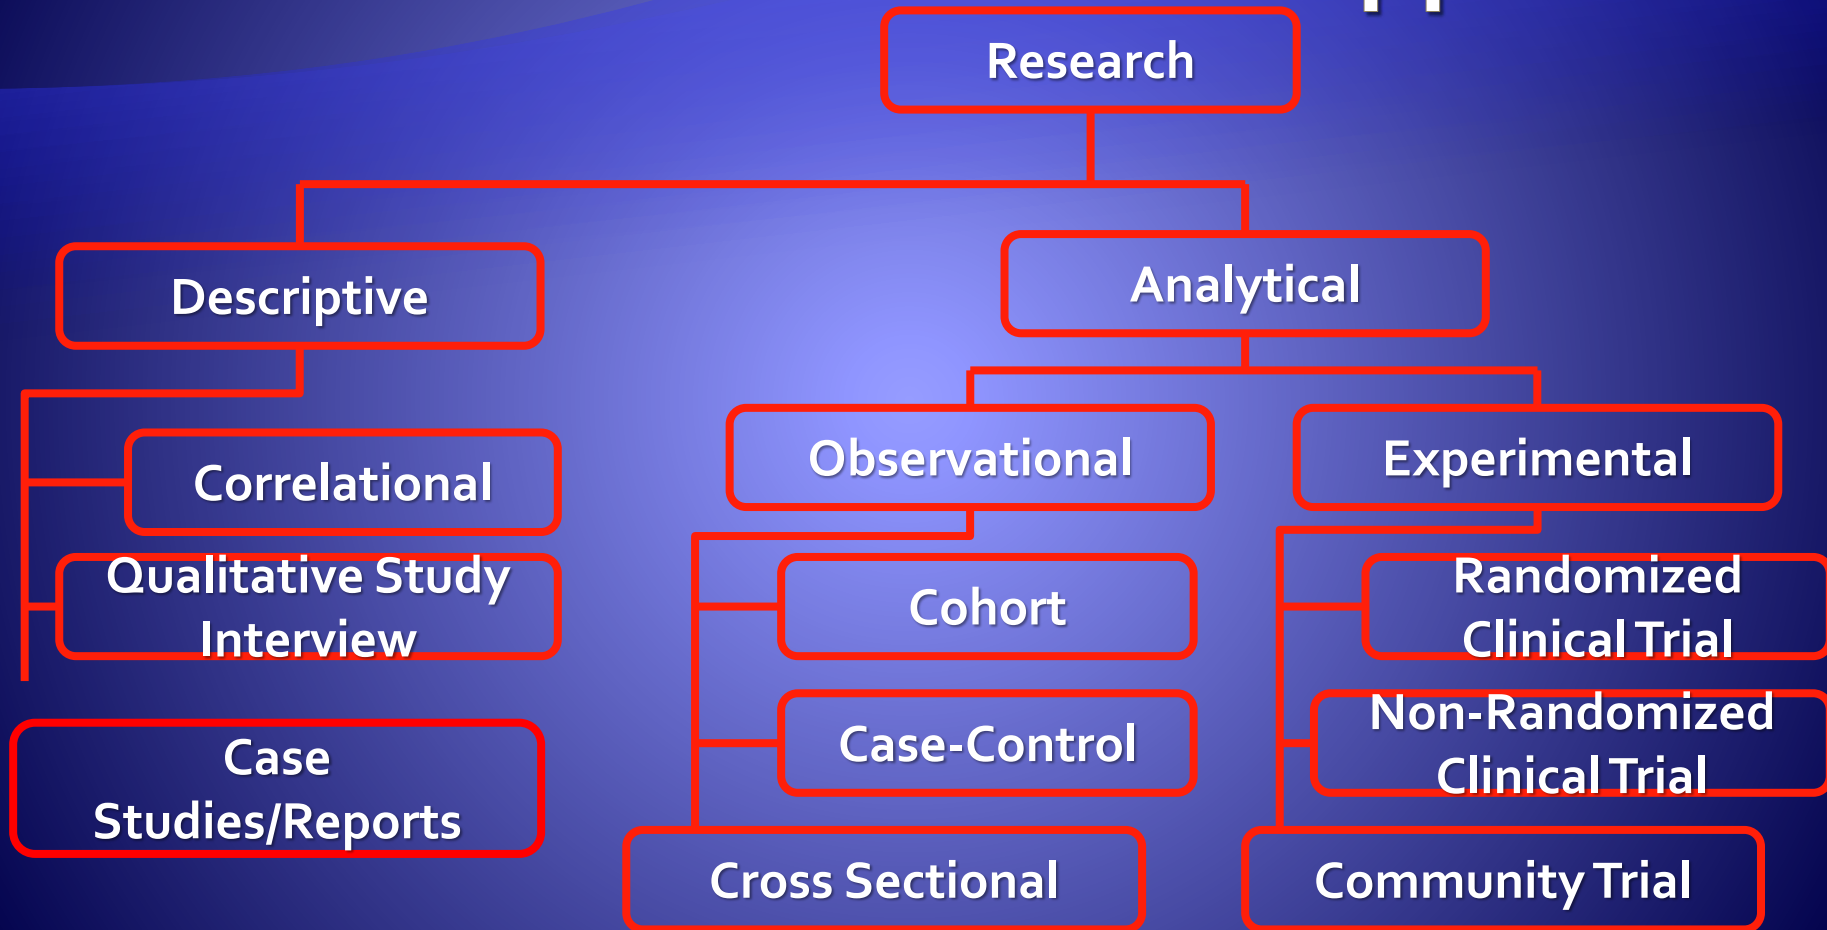 Research
Descriptive
Analytical
Correlational
Qualitative Study
Interview
Case
Studies/Reports
Observational
Cohort
Case-Control
Cross Sectional
Experimental
Randomized
Clinical Trial
Non-Randomized
Clinical Trial
Community Trial